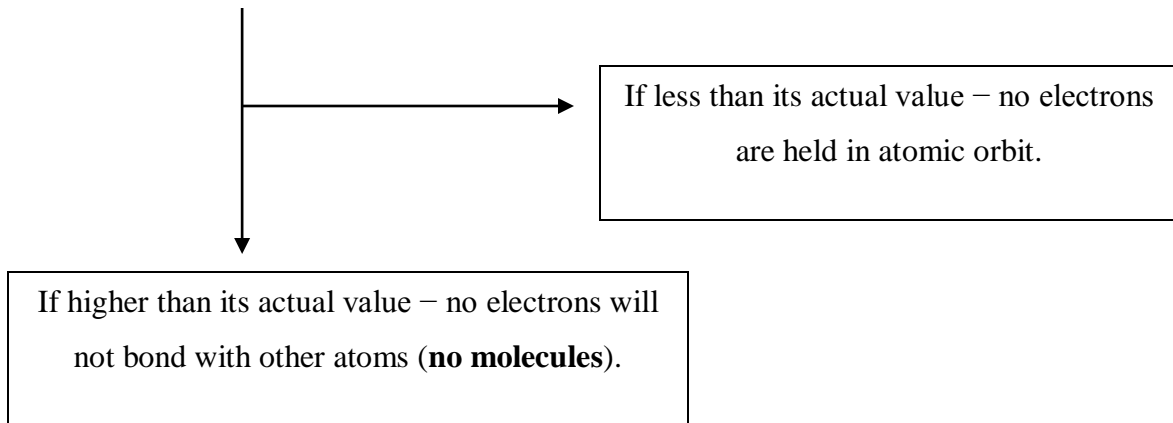 If less than its actual value − no electrons
are held in atomic orbit.
If higher than its actual value − no electrons will
not bond with other atoms (no molecules).